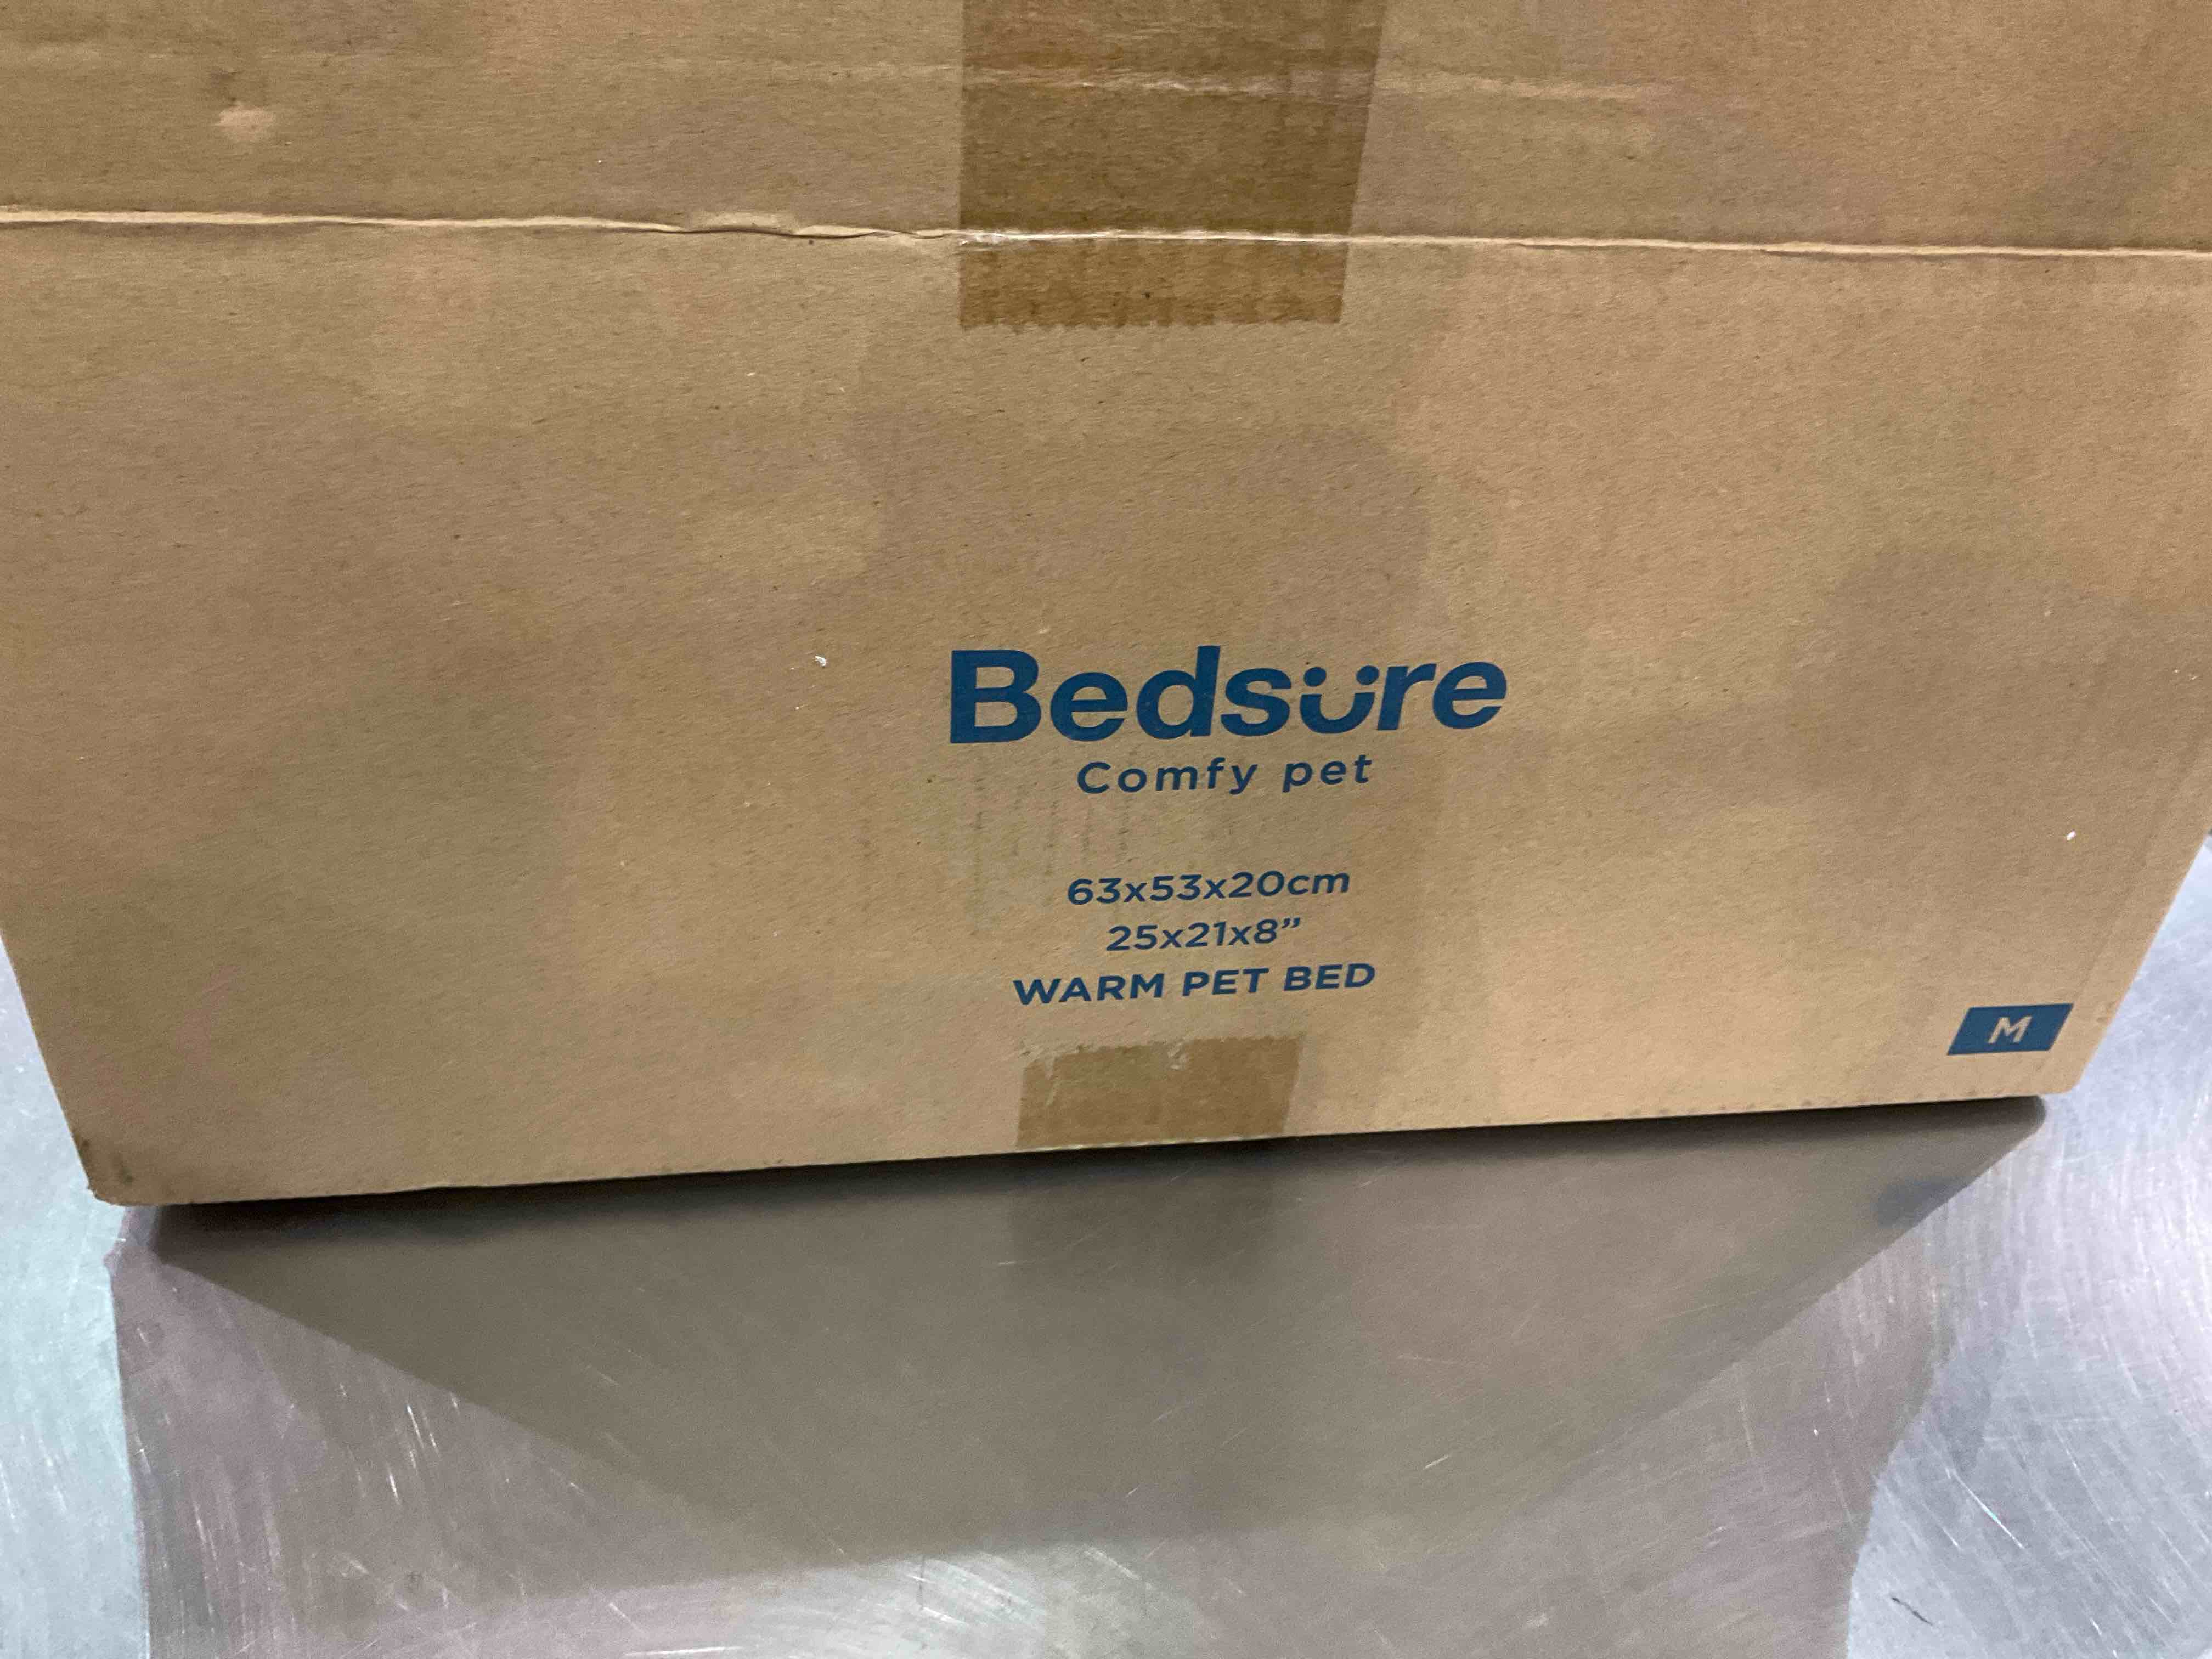 Bedsure
Comfy pet
63x53x20cm
25x21x8”
WARM PET BED
M